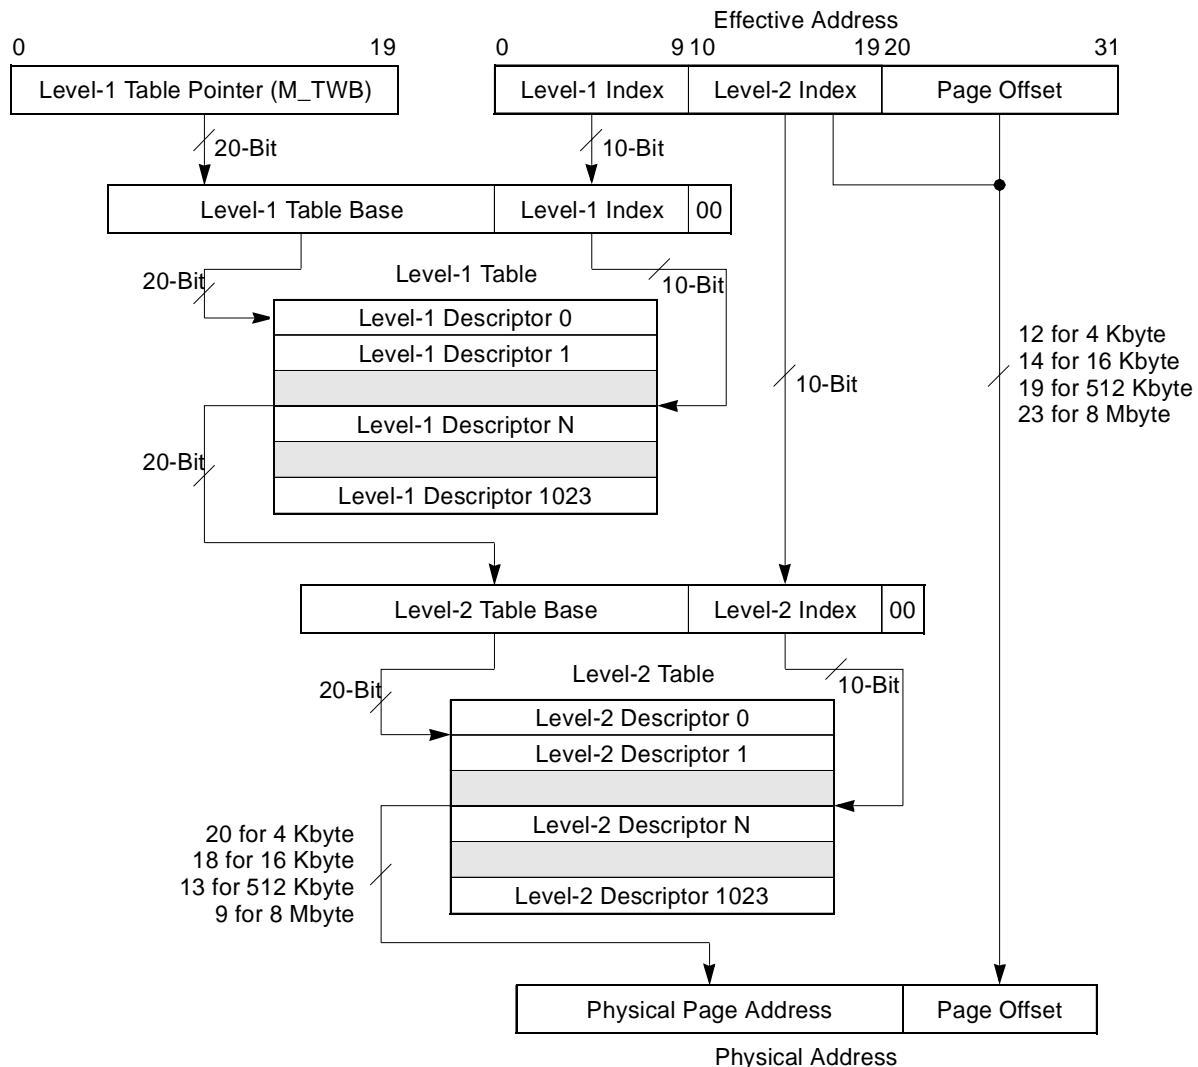 Effective Address
0 19 0 9 10 19 20 31
Level-1 Table Pointer (M_TWB) Level-1 Index Level-2 Index Page Offset
20-Bit 10-Bit
Level-1 Table Base Level-1 Index 00
Level-1 Table
20-Bit 10-Bit
Level-1 Descriptor 0
Level-1 Descriptor 1
12 for 4 Kbyte
14 for 16 Kbyte
19 for 512 Kbyte
23 for 8 Mbyte
10-Bit
Level-1 Descriptor N
20-Bit
Level-1 Descriptor 1023
Level-2 Table Base Level-2 Index 00
Level-2 Table
20-Bit 10-Bit
Level-2 Descriptor 0
Level-2 Descriptor 1
Level-2 Descriptor N
20 for 4 Kbyte
18 for 16 Kbyte
13 for 512 Kbyte
9 for 8 Mbyte
Level-2 Descriptor 1023
Physical Page Address Page Offset
Physical Address